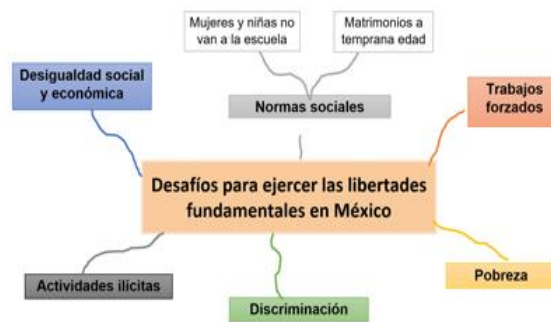 Mujeres y niñas no
van a la escuela
Matrimonios a
temprana edad
Desigualdad social
y económica
Normas sociales
Trabajos
forzados
Desafíos para ejercer las libertades
fundamentales en México
Actividades ilícitas
Discriminación
Pobreza